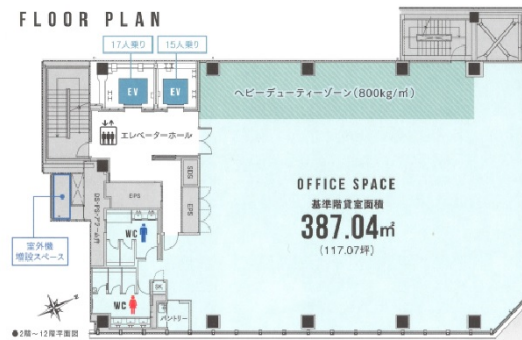 FLOOR PLAN
17人乗り
15人乗り
EV
EV
ヘビーデューティーゾーン(800kg/㎡)
エレベーターホール
SDG
EPS
EPS
OFFICE SPACE
基準階貸室面積
387.04㎡
(117.07坪)
WC
室外機
増設スペース
WC
SK
パントリー
●2階〜12階平面図